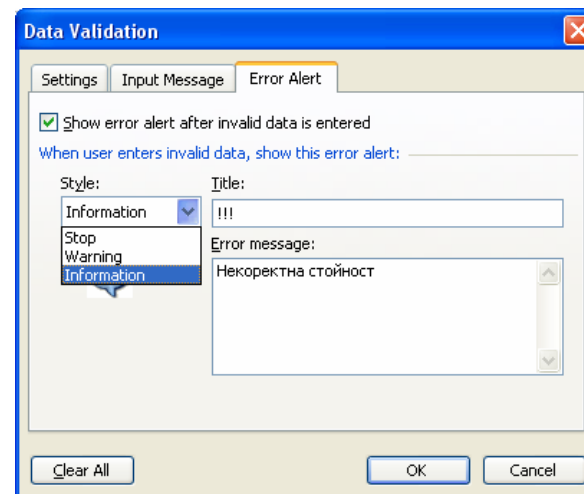 Data Validation
Settings
Input Message
Error Alert
Show error alert after invalid data is entered
When user enters invalid data, show this error alert:
Style:
Title:
Information
!!!
Stop
Warning
Information
Error message:
Некоректна стойност
Clear All
OK
Cancel